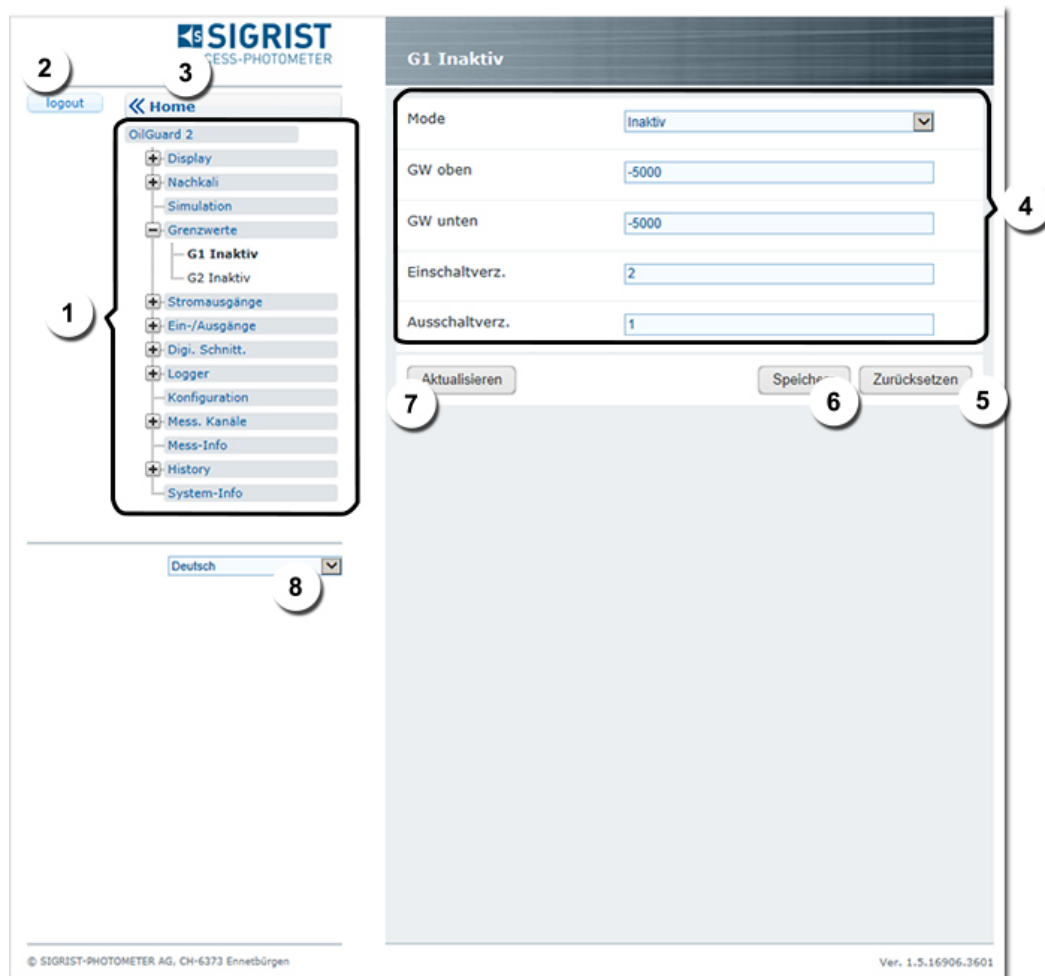 SIGRIST
CESS-PHOTOMETER
2
3
logout
Home
OilGuard 2
Display
Nachkali
Simulation
Grenzwerte
G1 Inaktiv
G2 Inaktiv
Stromausgänge
Ein-/Ausgänge
Digi. Schnitt.
Logger
Konfiguration
Mess. Kanäle
Mess-Info
History
System-Info
1
Deutsch
8
G1 Inaktiv
Mode
Inaktiv
GW oben
-5000
GW unten
-5000
Einschaltverz.
2
Ausschaltverz.
1
4
Aktualisieren
Zurücksetzen
7
6
5
© SIGRIST-PHOTOMETER AG, CH-6373 Ennetbürgen
Ver. 1.5.16906.3601